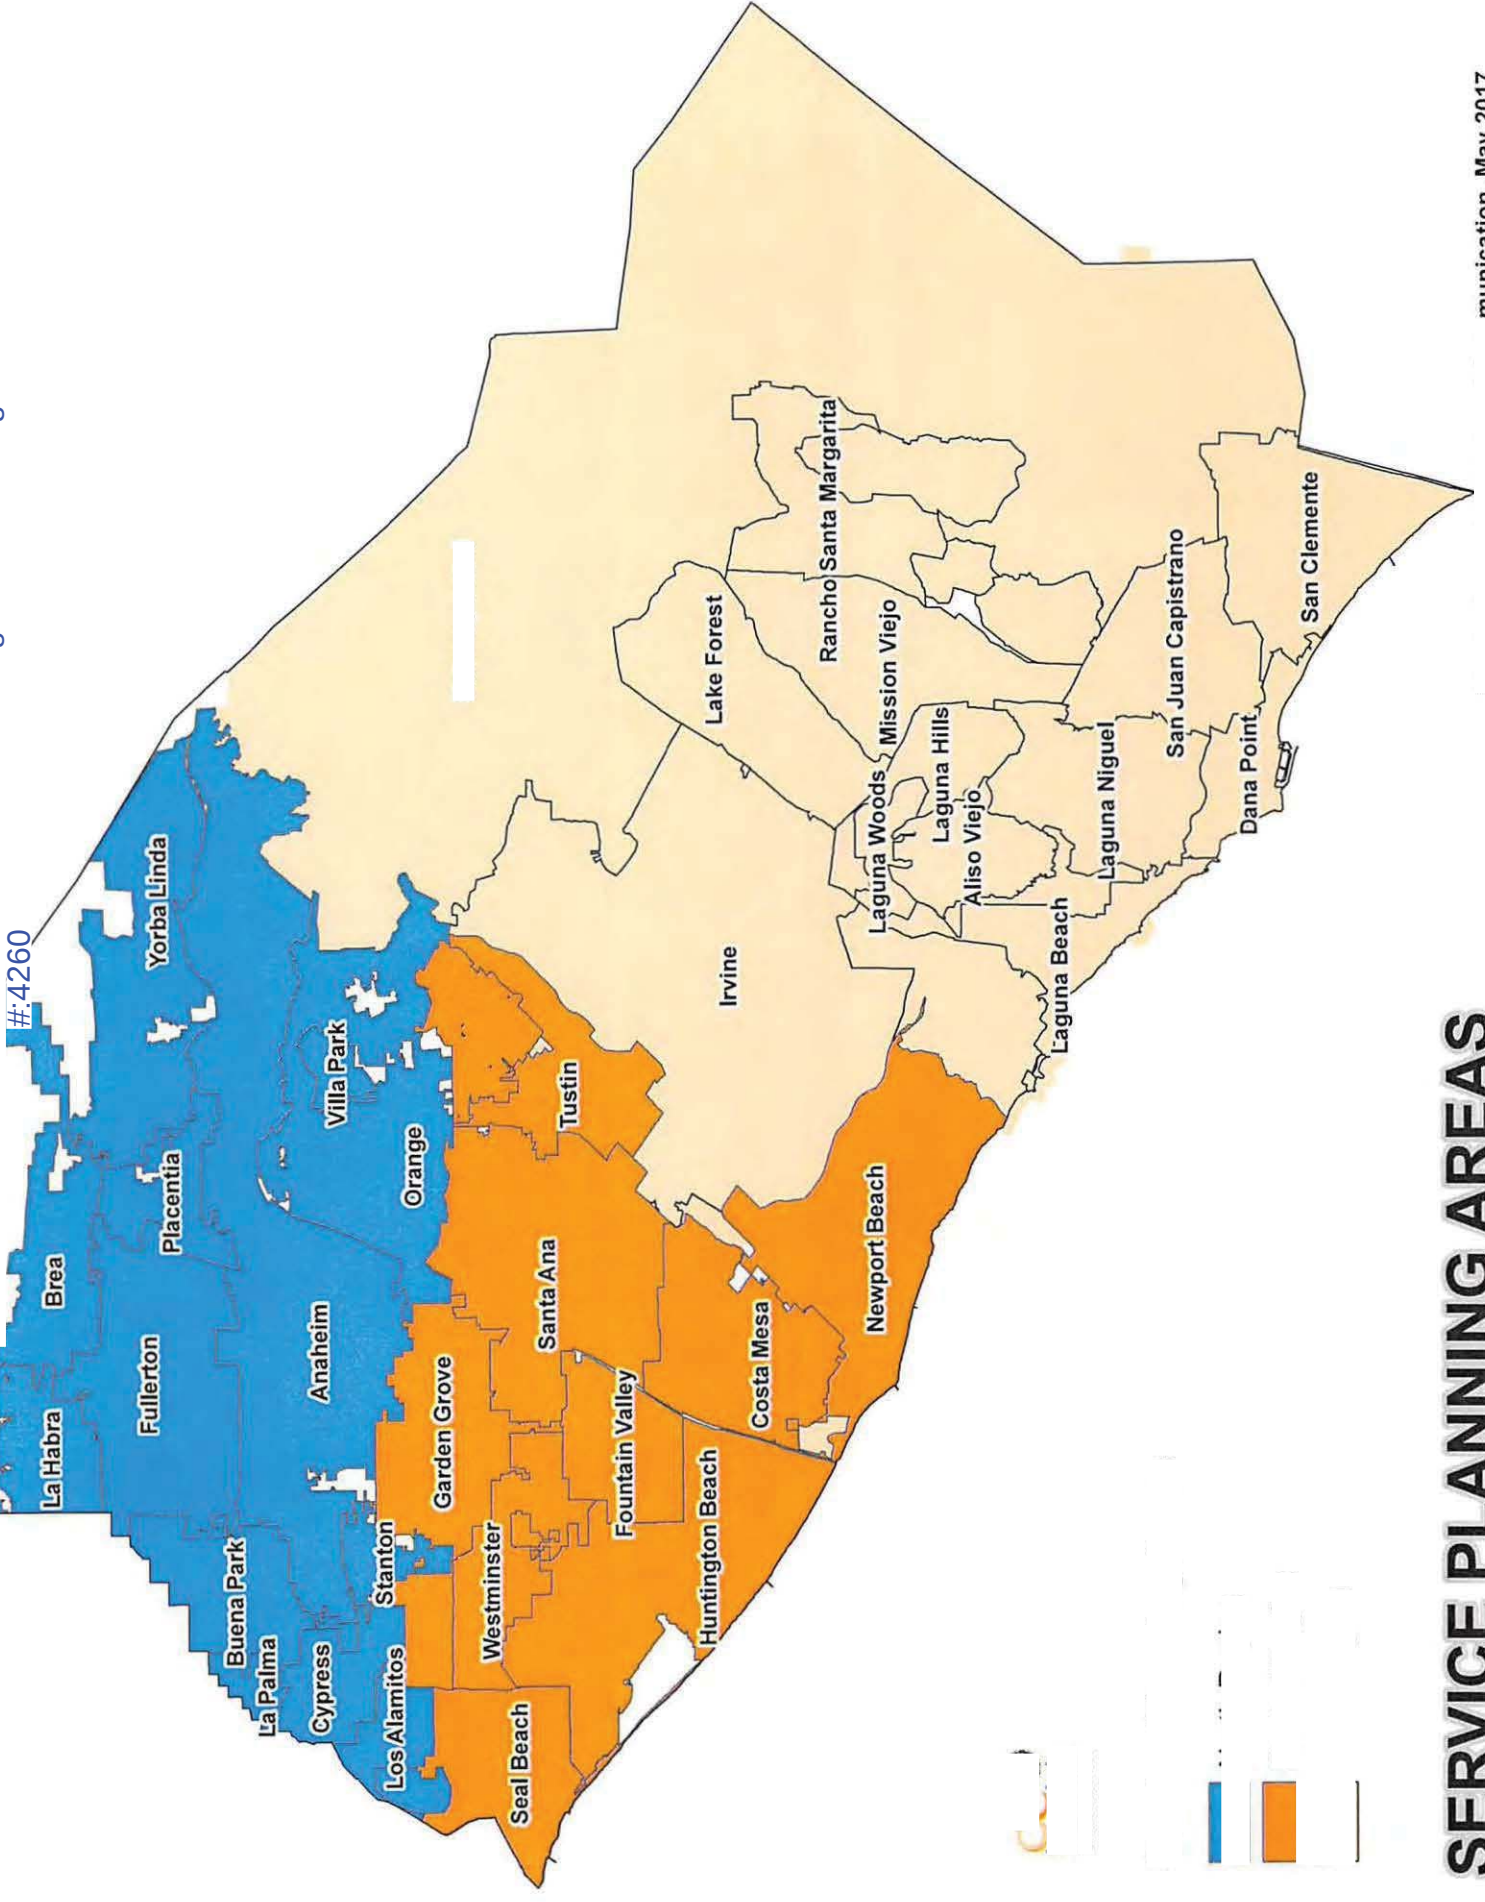 #:4260
La Habra
Brea
Fullerton
Placentia
Yorba Linda
Buena Park
La Palma
Anaheim
Villa Park
Cypress
Stanton
Orange
Los Alamitos
Garden Grove
Westminster
Santa Ana
Tustin
Seal Beach
Fountain Valley
Huntington Beach
Costa Mesa
Irvine
Lake Forest
Newport Beach
Rancho Santa Margarita
Mission Viejo
Laguna Woods
Laguna Hills
Aliso Viejo
Laguna Beach
Laguna Niguel
San Juan Capistrano
Dana Point
San Clemente
munication, May 2017
SERVICE PLANNING AREAS